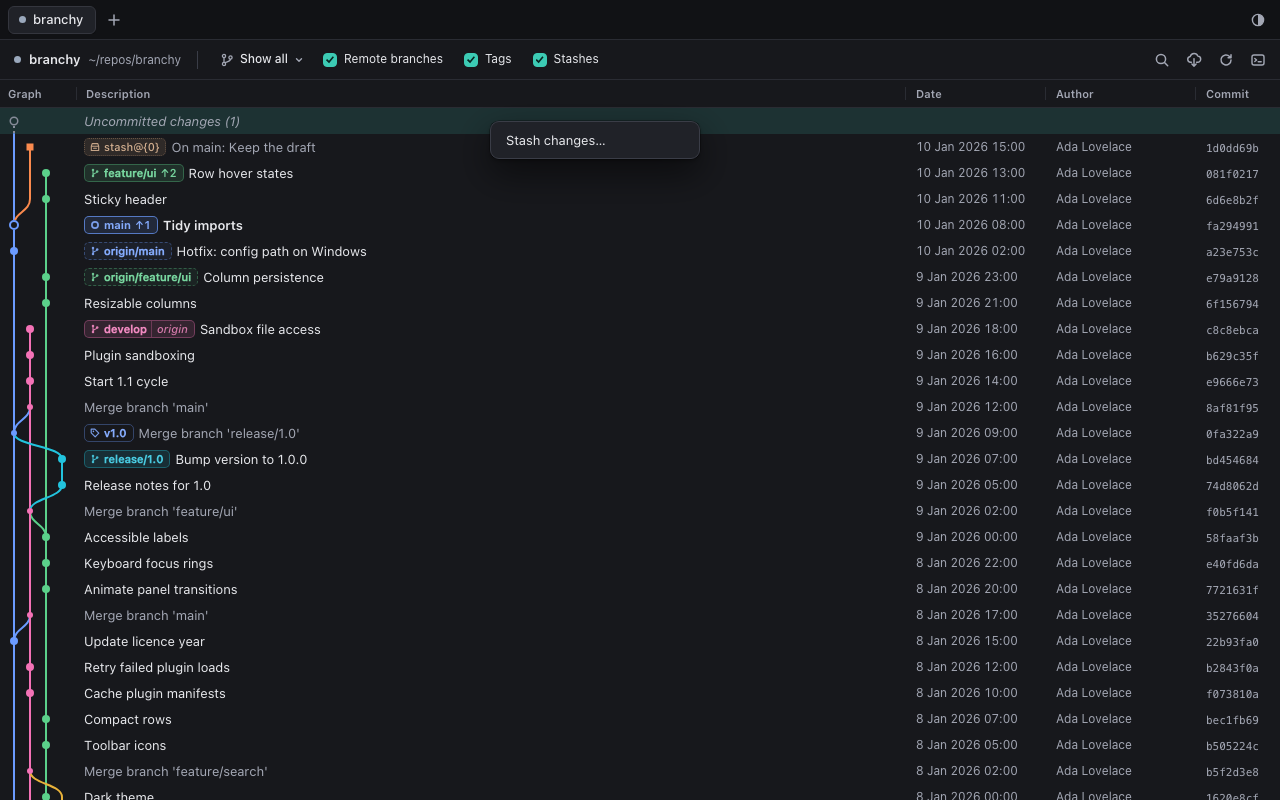 branchy
branchy ~/repos/branchy Show all Remote branches Tags Stashes
Graph Description Date Author Commit
Uncommitted changes (1)
Stash changes...
stash@{0} On main: Keep the draft 10 Jan 2026 15:00 Ada Lovelace 1d0dd69b
feature/ui ↑2 Row hover states 10 Jan 2026 13:00 Ada Lovelace 081f0217
Sticky header 10 Jan 2026 11:00 Ada Lovelace 6d6e8b2f
main ↑1 Tidy imports 10 Jan 2026 08:00 Ada Lovelace fa294991
origin/main Hotfix: config path on Windows 10 Jan 2026 02:00 Ada Lovelace a23e753c
origin/feature/ui Column persistence 9 Jan 2026 23:00 Ada Lovelace e79a9128
Resizable columns 9 Jan 2026 21:00 Ada Lovelace 6f156794
develop origin Sandbox file access 9 Jan 2026 18:00 Ada Lovelace c8c8ebca
Plugin sandboxing 9 Jan 2026 16:00 Ada Lovelace b629c35f
Start 1.1 cycle 9 Jan 2026 14:00 Ada Lovelace e9666e73
Merge branch 'main' 9 Jan 2026 12:00 Ada Lovelace 8af81f95
v1.0 Merge branch 'release/1.0' 9 Jan 2026 09:00 Ada Lovelace 0fa322a9
release/1.0 Bump version to 1.0.0 9 Jan 2026 07:00 Ada Lovelace bd454684
Release notes for 1.0 9 Jan 2026 05:00 Ada Lovelace 74d8062d
Merge branch 'feature/ui' 9 Jan 2026 02:00 Ada Lovelace f0b5f141
Accessible labels 9 Jan 2026 00:00 Ada Lovelace 58faaf3b
Keyboard focus rings 8 Jan 2026 22:00 Ada Lovelace e40fd6da
Animate panel transitions 8 Jan 2026 20:00 Ada Lovelace 7721631f
Merge branch 'main' 8 Jan 2026 17:00 Ada Lovelace 35276604
Update licence year 8 Jan 2026 15:00 Ada Lovelace 22b93fa0
Retry failed plugin loads 8 Jan 2026 12:00 Ada Lovelace b2843f0a
Cache plugin manifests 8 Jan 2026 10:00 Ada Lovelace f073810a
Compact rows 8 Jan 2026 07:00 Ada Lovelace bec1fb69
Toolbar icons 8 Jan 2026 05:00 Ada Lovelace b505224c
Merge branch 'feature/search' 8 Jan 2026 02:00 Ada Lovelace b5f2d3e8
Dark theme 8 Jan 2026 00:00 Ada Lovelace 1620e8cf